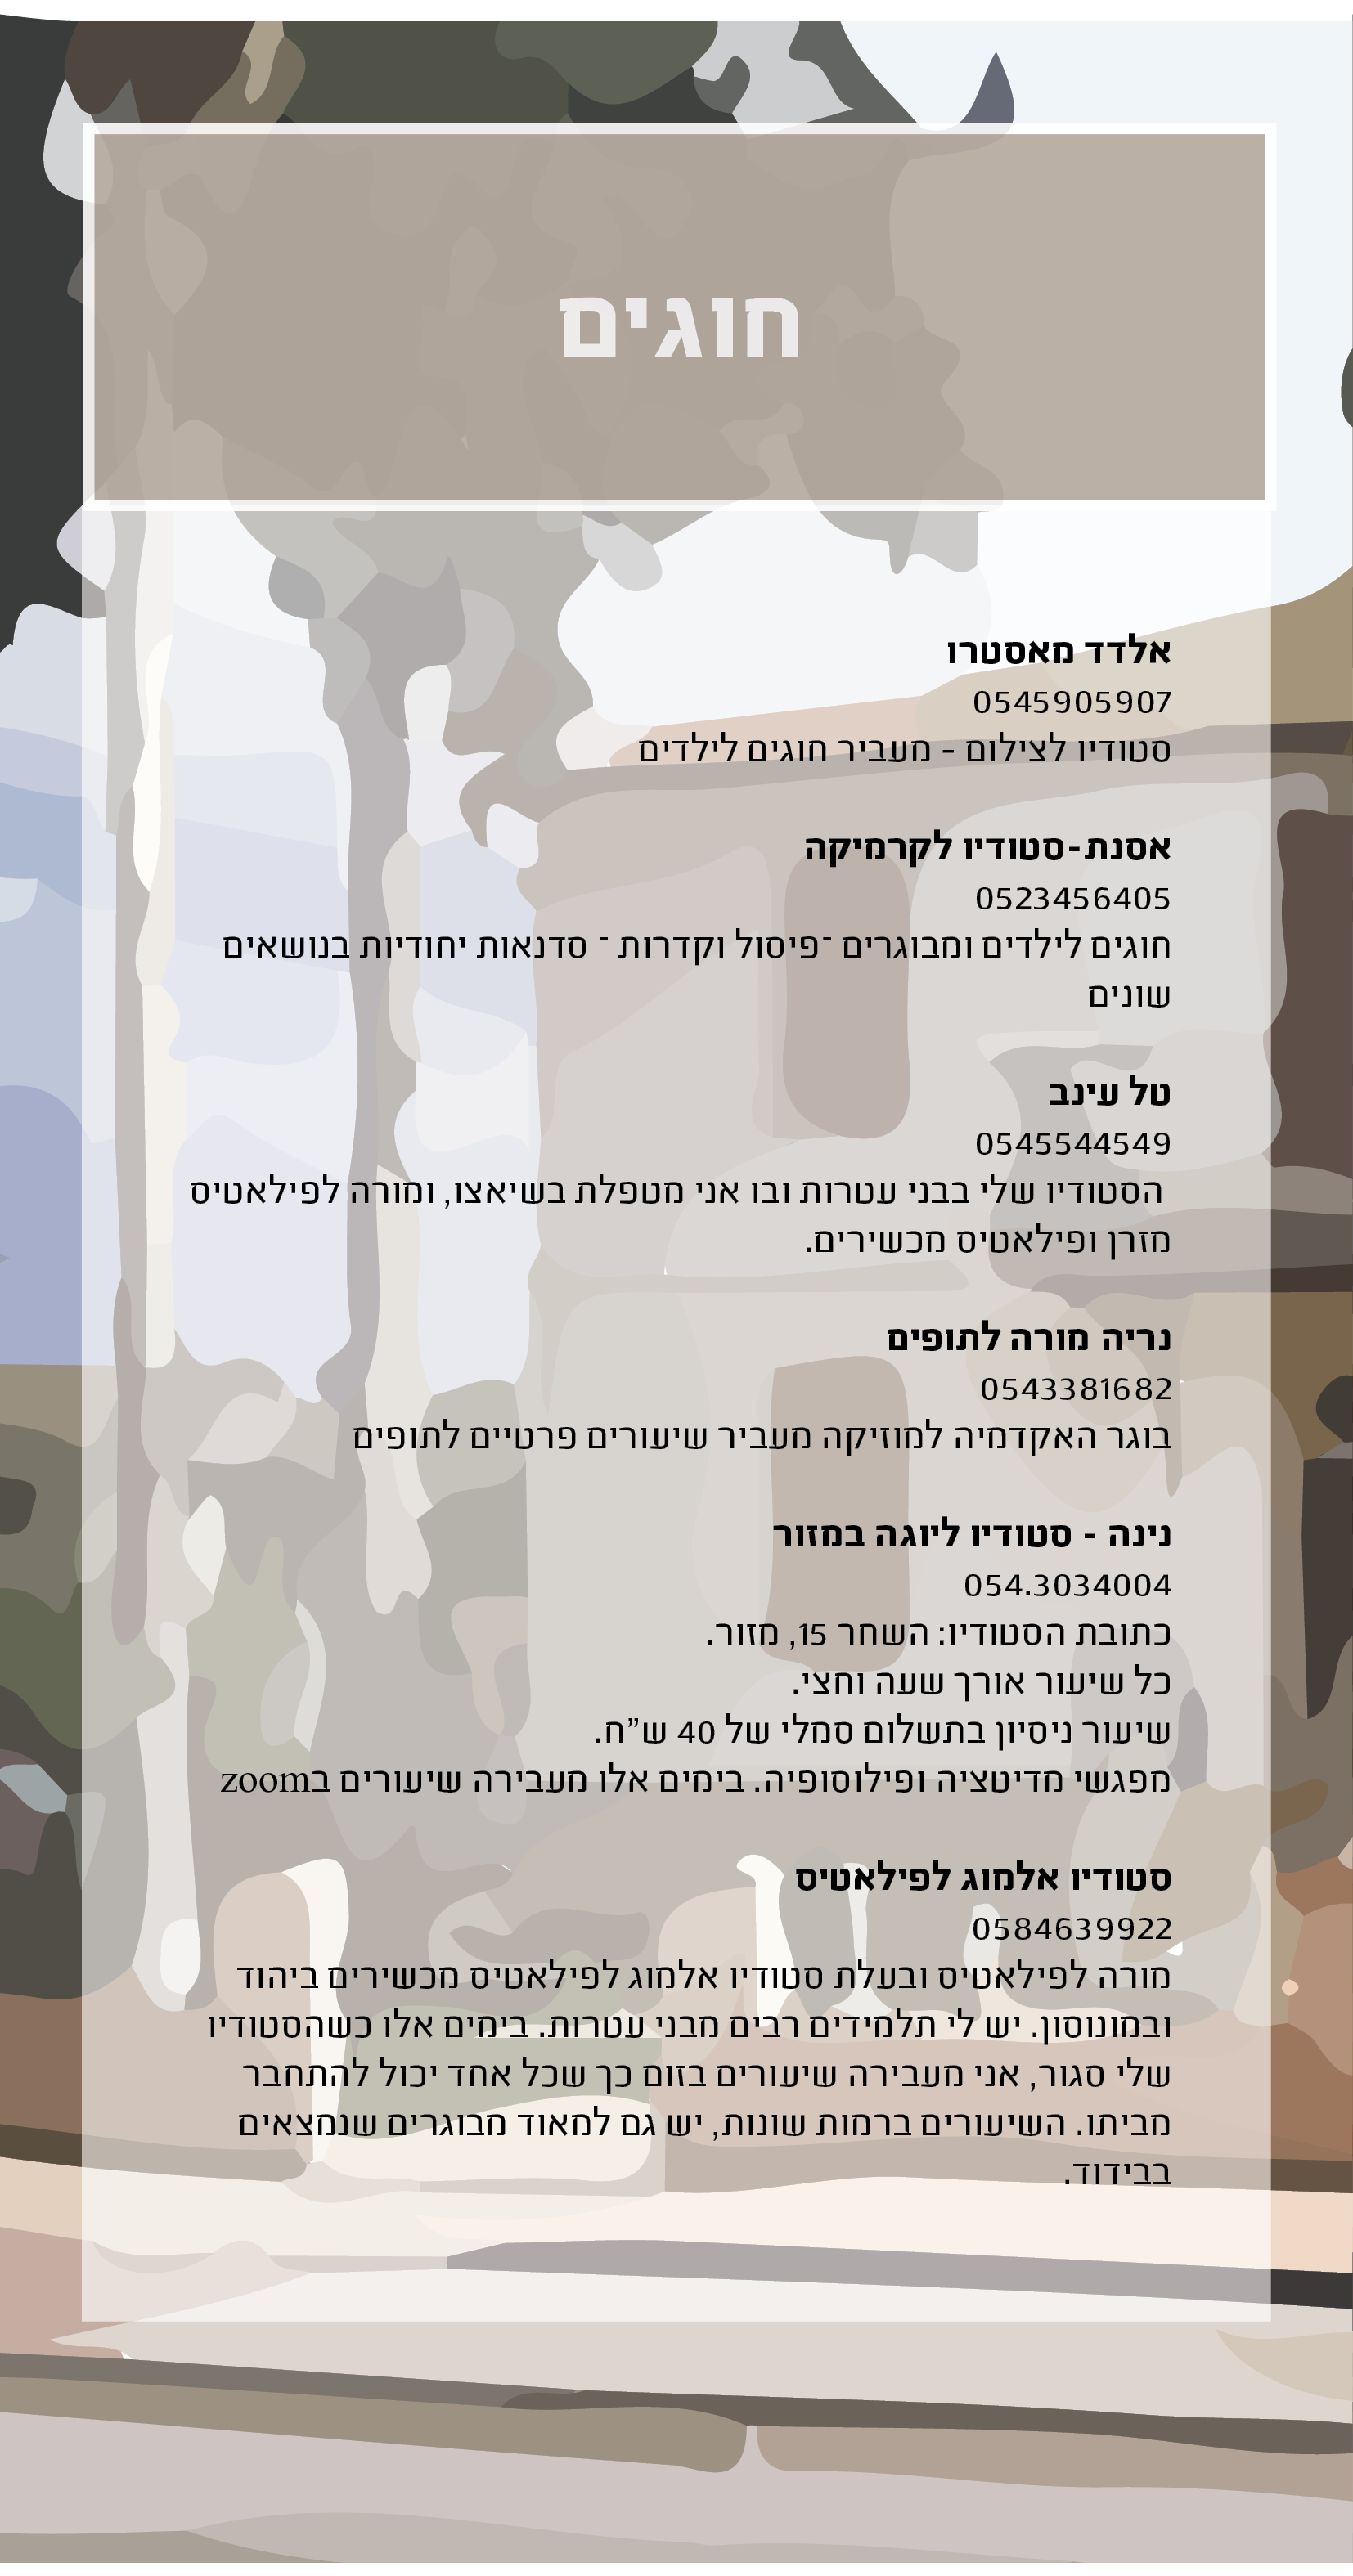 חוגים
אלדד מאסטרו
0545905907
סטודיו לצילום - מעביר חוגים לילדים
אסנת-סטודיו לקרמיקה
0523456405
חוגים לילדים ומבוגרים -פיסול וקדרות - סדנאות יחודיות בנושאים
שונים
טל עינב
0545544549
הסטודיו שלי בבני עטרות ובו אני מטפלת בשיאצו, ומורה לפילאטיס
מזרן ופילאטיס מכשירים.
נריה מורה לתופים
0543381682
בוגר האקדמיה למוזיקה מעביר שיעורים פרטיים לתופים
נינה - סטודיו ליוגה במזור
054.3034004
כתובת הסטודיו: השחר 15, מזור.
כל שיעור אורך שעה וחצי.
שיעור ניסיון בתשלום סמלי של 40 ש"ח.
מפגשי מדיטציה ופילוסופיה. בימים אלו מעבירה שיעורים בzoom
סטודיו אלמוג לפילאטיס
0584639922
מורה לפילאטיס ובעלת סטודיו אלמוג לפילאטיס מכשירים ביהוד
ובמונוסון. יש לי תלמידים רבים מבני עטרות. בימים אלו כשהסטודיו
שלי סגור, אני מעבירה שיעורים בזום כך שכל אחד יכול להתחבר
מביתו. השיעורים ברמות שונות, יש גם למאוד מבוגרים שנמצאים
בבידוד.